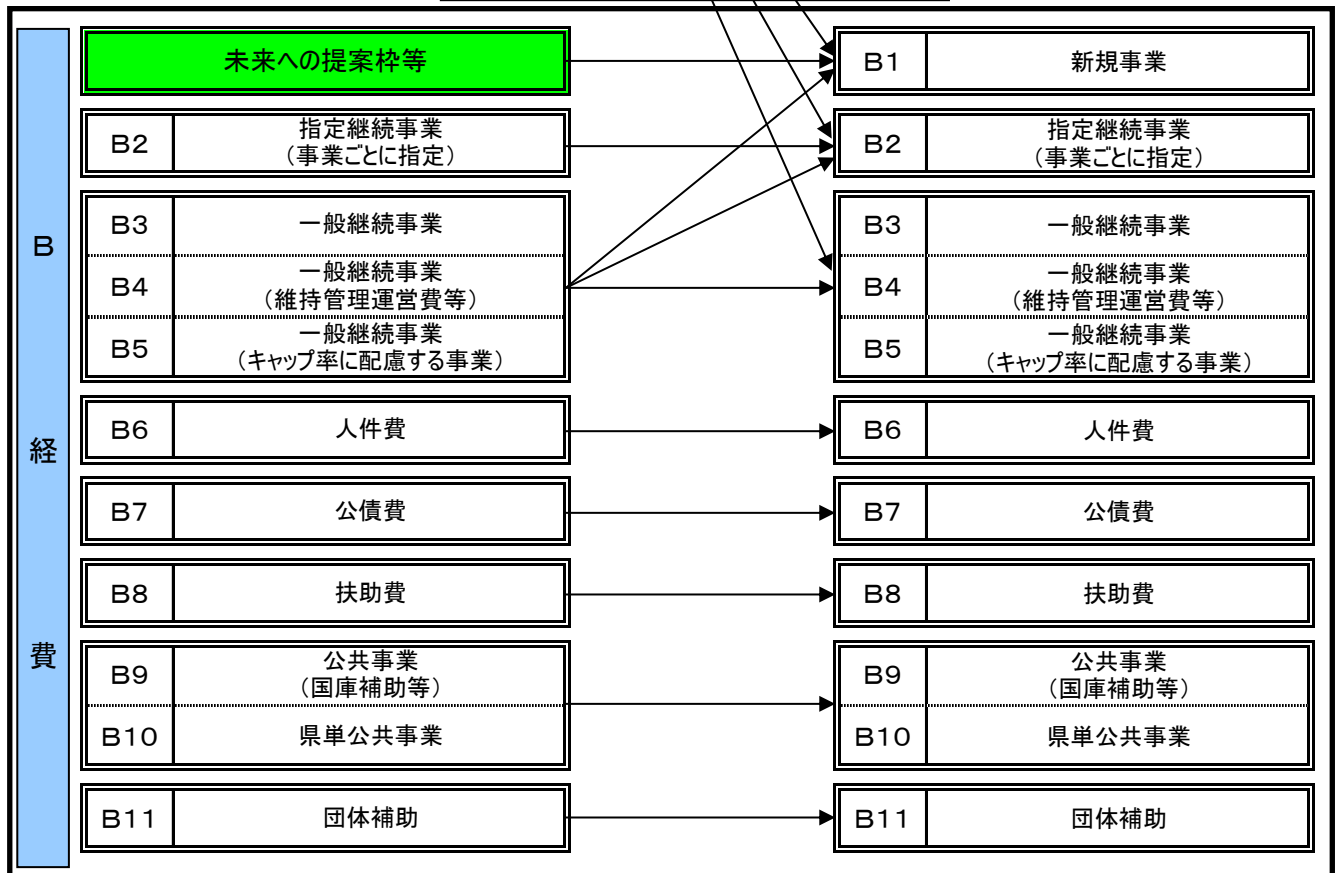 B
経
費
未来への提案枠等
B2
指定継続事業
（事業ごとに指定）
B3
一般継続事業
B4
一般継続事業
（維持管理運営費等）
B5
一般継続事業
（キャップ率に配慮する事業）
B6
人件費
B7
公債費
B8
扶助費
B9
公共事業
（国庫補助等）
B10
県単公共事業
B11
団体補助
B1
新規事業
B2
指定継続事業
（事業ごとに指定）
B3
一般継続事業
B4
一般継続事業
（維持管理運営費等）
B5
一般継続事業
（キャップ率に配慮する事業）
B6
人件費
B7
公債費
B8
扶助費
B9
公共事業
（国庫補助等）
B10
県単公共事業
B11
団体補助